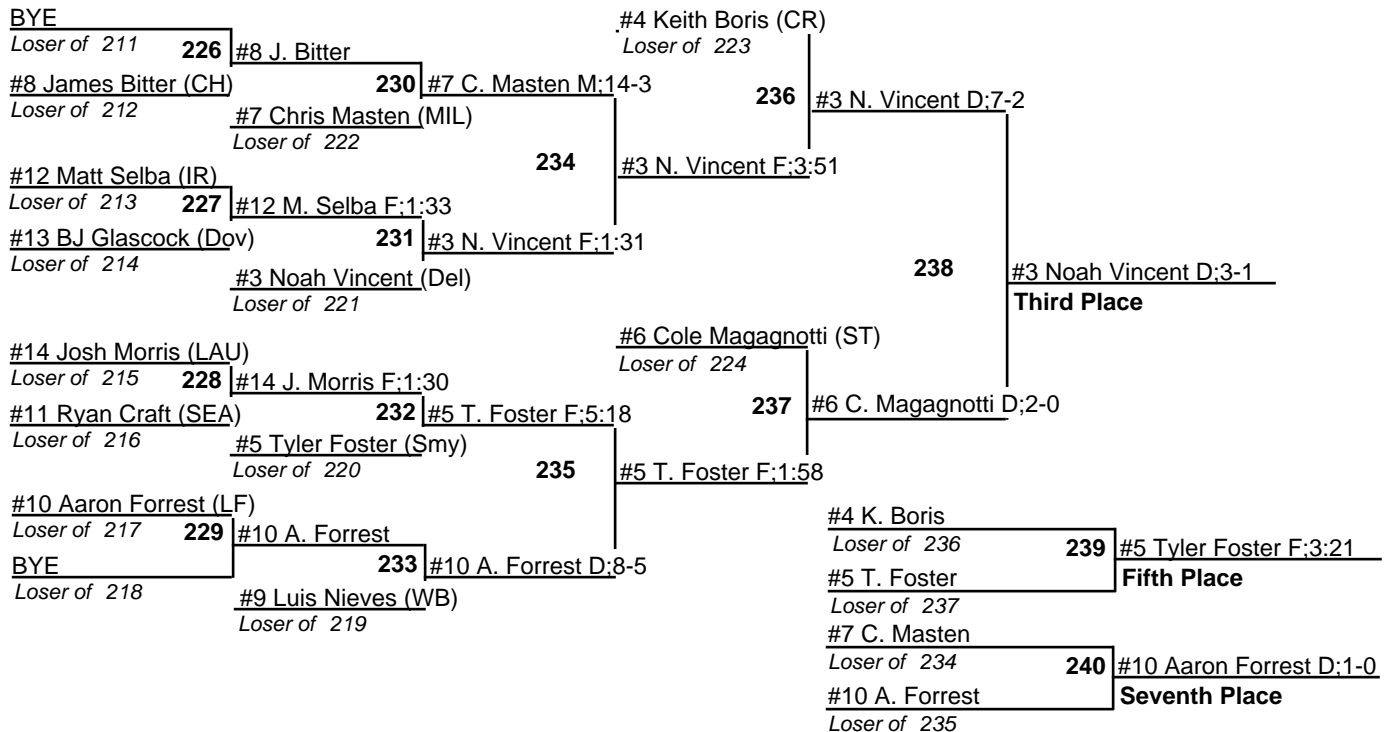 BYE
Loser of 211
226
#8 J. Bitter
#8 James Bitter (CH)
Loser of 212
230
#7 C. Masten M;14-3
#7 Chris Masten (MIL)
Loser of 222
#12 Matt Selba (IR)
Loser of 213
227
#12 M. Selba F;1:33
#13 BJ Glascock (Dov)
Loser of 214
231
#3 N. Vincent F;1:31
#3 Noah Vincent (Del)
Loser of 221
234
#3 N. Vincent F;3:51
#4 Keith Boris (CR)
Loser of 223
236
#3 N. Vincent D;7-2
238
#3 Noah Vincent D;3-1
Third Place
#14 Josh Morris (LAU)
Loser of 215
228
#14 J. Morris F;1:30
#11 Ryan Craft (SEA)
Loser of 216
232
#5 T. Foster F;5:18
#5 Tyler Foster (Smy)
Loser of 220
#10 Aaron Forrest (LF)
Loser of 217
229
#10 A. Forrest
BYE
Loser of 218
233
#10 A. Forrest D;8-5
#9 Luis Nieves (WB)
Loser of 219
235
#5 T. Foster F;1:58
#6 Cole Magagnotti (ST)
Loser of 224
237
#6 C. Magagnotti D;2-0
#4 K. Boris
Loser of 236
239
#5 Tyler Foster F;3:21
Fifth Place
#5 T. Foster
Loser of 237
#7 C. Masten
Loser of 234
240
#10 Aaron Forrest D;1-0
Seventh Place
#10 A. Forrest
Loser of 235